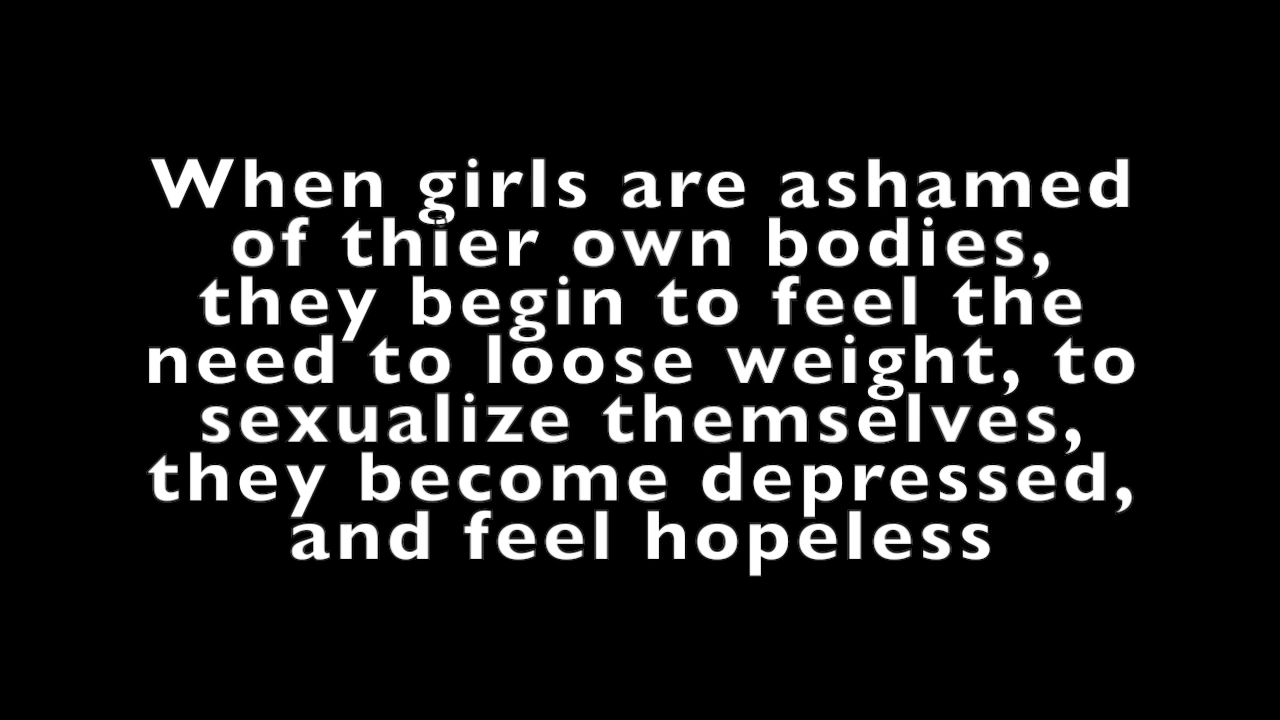 When girls are ashamed
of thier own bodies,
they begin to feel the
need to loose weight, to
sexualize themselves,
they become depressed,
and feel hopeless